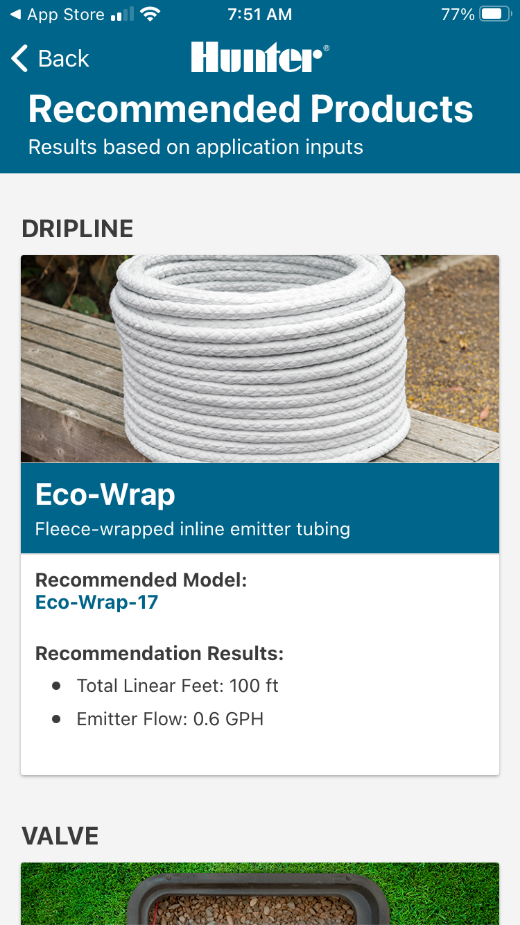 App Store
7:51 AM
77%
Back
Hunter®
Recommended Products
Results based on application inputs
DRIPLINE
Eco-Wrap
Fleece-wrapped inline emitter tubing
Recommended Model:
Eco-Wrap-17
Recommendation Results:
• Total Linear Feet: 100 ft
• Emitter Flow: 0.6 GPH
VALVE